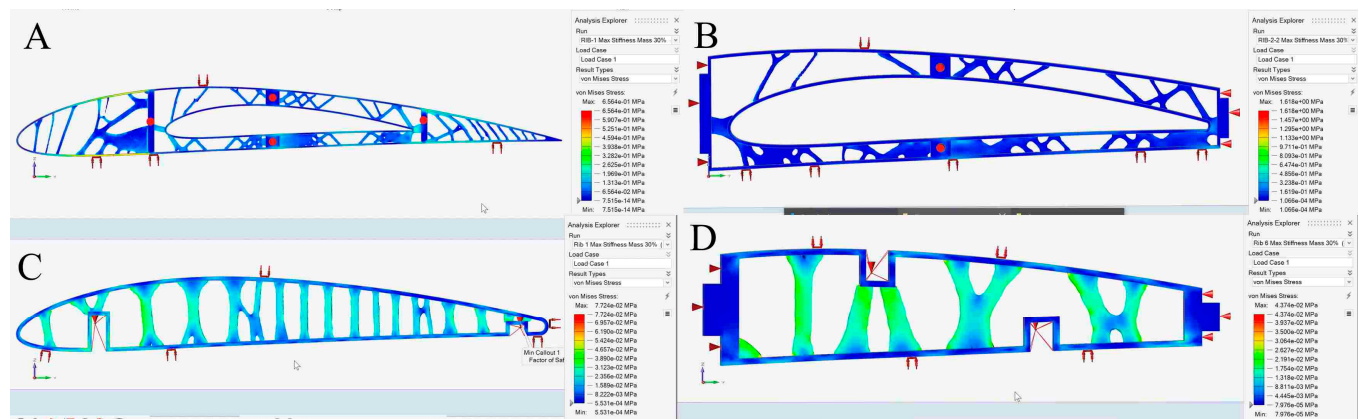 A
Analysis Explorer
Run
RIB-1 Max Stiffness Mass 30%
Load Case
Load Case 1
Result Types
von Mises Stress
von Mises Stress:
Max: 6.564e-01 MPa
6.564e-01 MPa
5.907e-01 MPa
5.251e-01 MPa
4.594e-01 MPa
3.938e-01 MPa
3.282e-01 MPa
2.625e-01 MPa
1.969e-01 MPa
1.313e-01 MPa
6.564e-02 MPa
7.515e-14 MPa
Min: 7.515e-14 MPa
B
Analysis Explorer
Run
RIB-2-2 Max Stiffness Mass 30%
Load Case
Load Case 1
Result Types
von Mises Stress
von Mises Stress:
Max: 1.618e+00 MPa
1.618e+00 MPa
1.457e+00 MPa
1.295e+00 MPa
1.133e+00 MPa
9.711e-01 MPa
8.093e-01 MPa
6.474e-01 MPa
4.856e-01 MPa
3.238e-01 MPa
1.619e-01 MPa
1.066e-04 MPa
Min: 1.066e-04 MPa
C
Min Callout 1
Factor of Saf
Analysis Explorer
Run
Rib 1 Max Stiffness Mass 30% (
Load Case
Load Case 1
Result Types
von Mises Stress
von Mises Stress:
Max: 7.724e-02 MPa
7.724e-02 MPa
6.957e-02 MPa
6.190e-02 MPa
5.424e-02 MPa
4.657e-02 MPa
3.890e-02 MPa
3.123e-02 MPa
2.356e-02 MPa
1.589e-02 MPa
8.222e-03 MPa
5.531e-04 MPa
Min: 5.531e-04 MPa
D
Analysis Explorer
Run
Rib 6 Max Stiffness Mass 30% (
Load Case
Load Case 1
Result Types
von Mises Stress
von Mises Stress:
Max: 4.374e-02 MPa
4.374e-02 MPa
3.937e-02 MPa
3.500e-02 MPa
3.064e-02 MPa
2.627e-02 MPa
2.191e-02 MPa
1.754e-02 MPa
1.318e-02 MPa
8.811e-03 MPa
4.445e-03 MPa
7.976e-05 MPa
Min: 7.976e-05 MPa